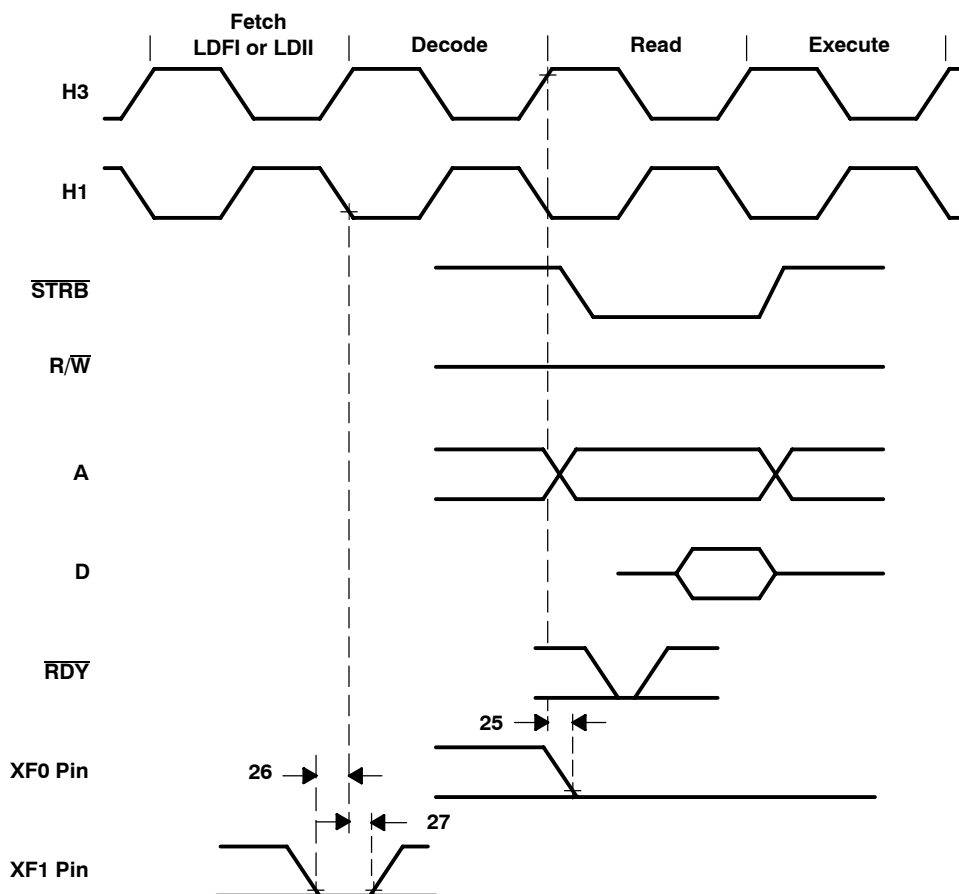 Fetch
LDFI or LDII
Decode
Read
Execute
H3
H1
STRB
R/W
A
D
RDY
25
XF0 Pin
26
27
XF1 Pin